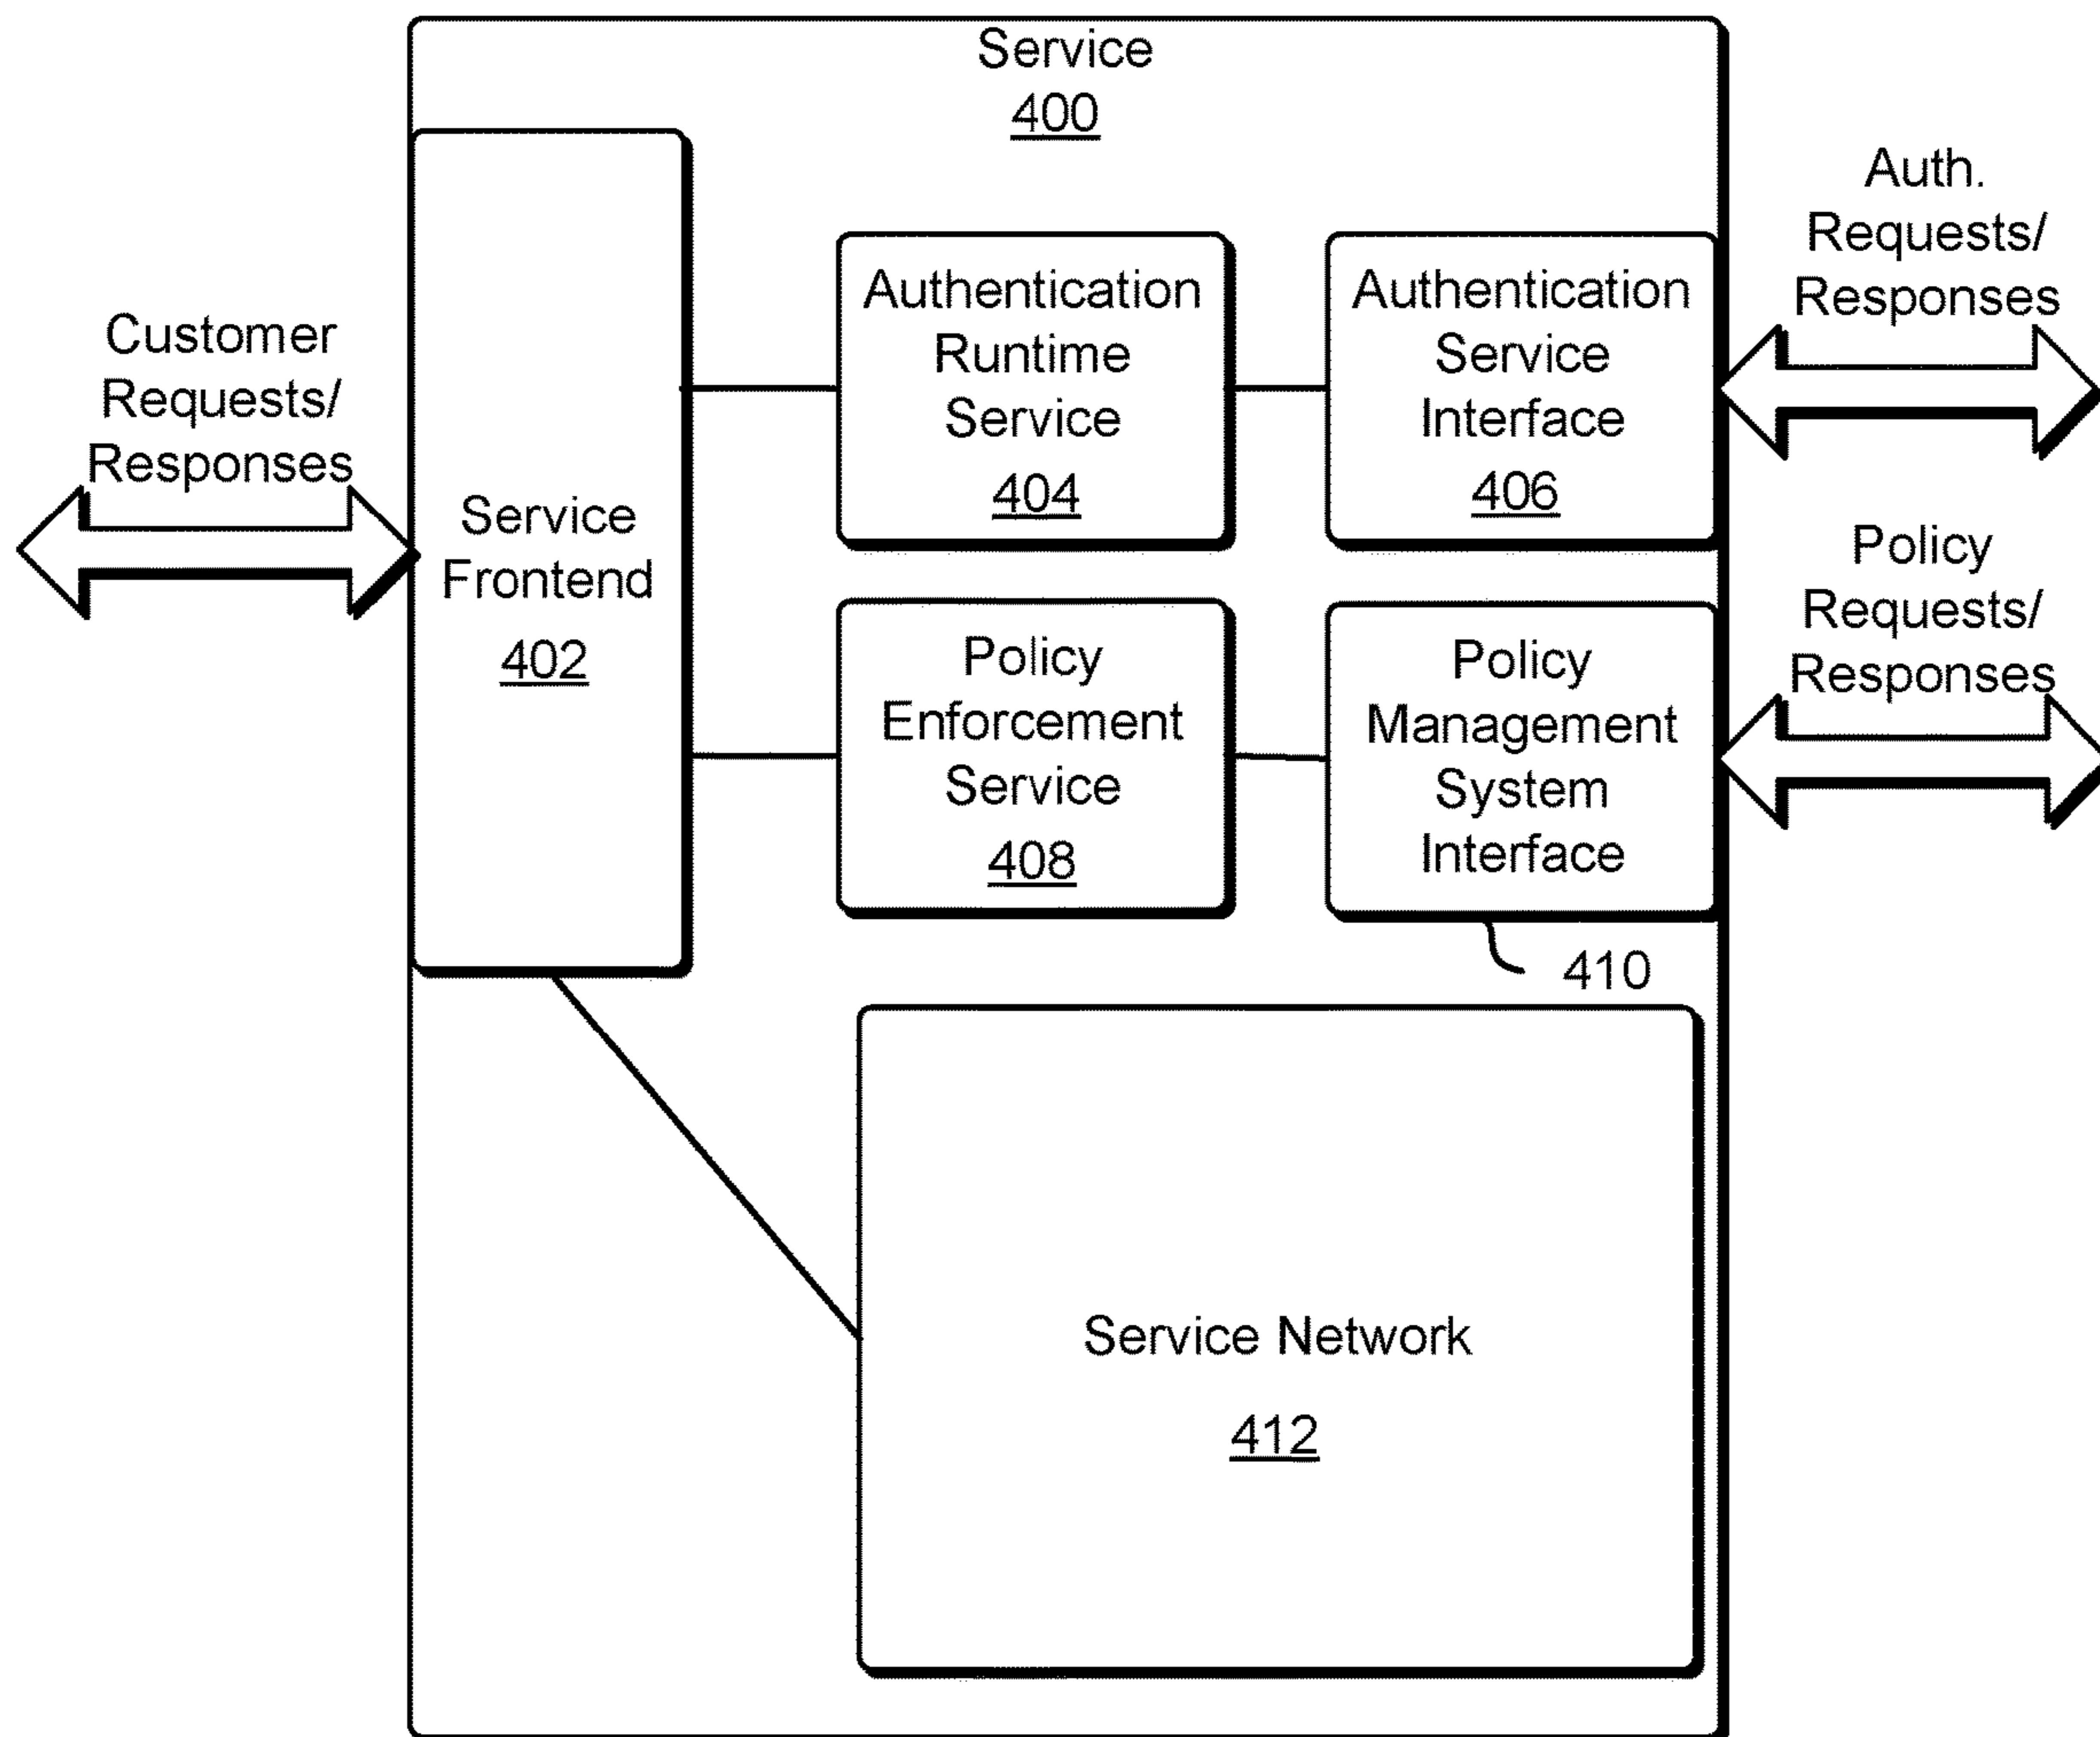 Service
400
Customer
Requests/
Responses
Service
Frontend
402
Authentication
Runtime
Service
404
Authentication
Service
Interface
406
Auth.
Requests/
Responses
Policy
Enforcement
Service
408
Policy
Management
System
Interface
410
Policy
Requests/
Responses
Service Network
412